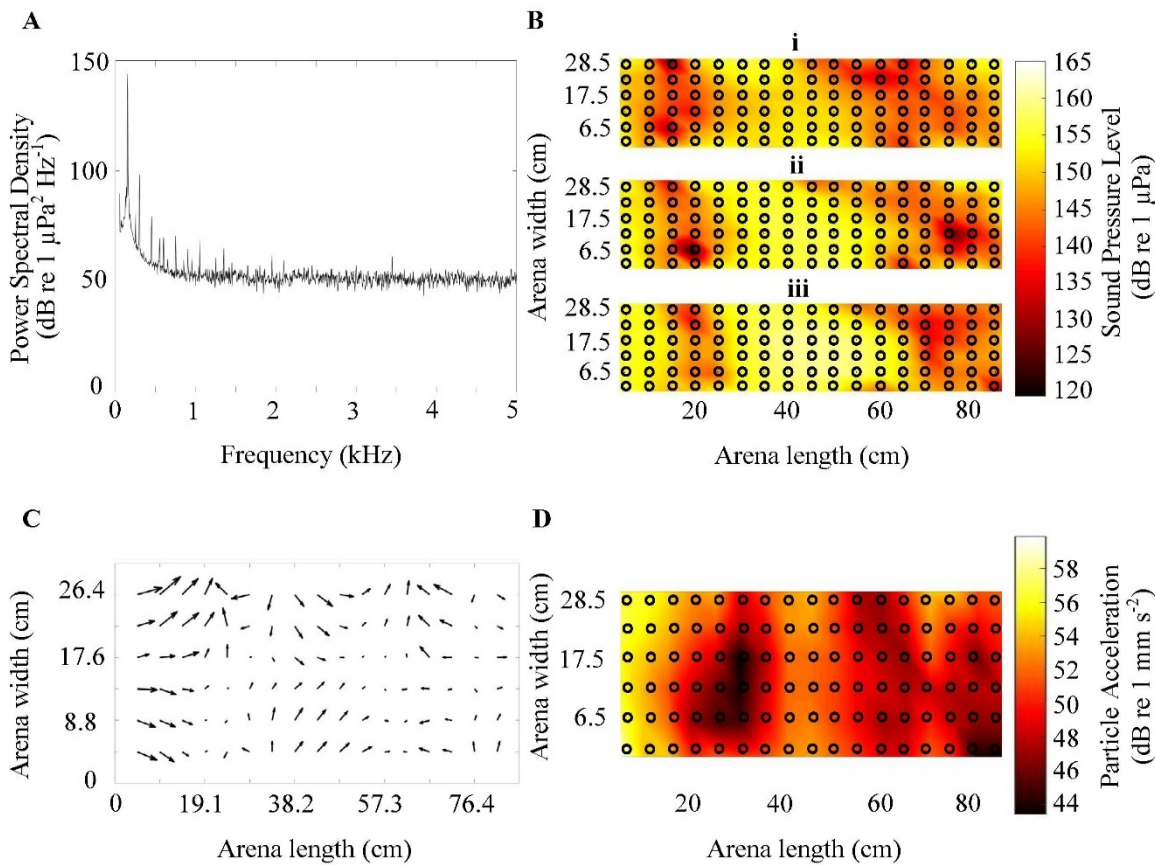 A
Power Spectral Density
(dB re 1 µPa² Hz⁻¹)
150
100
50
0
0 1 2 3 4 5
Frequency (kHz)
B
Arena width (cm)
i
28.5
17.5
6.5
ii
28.5
17.5
6.5
iii
28.5
17.5
6.5
20 40 60 80
Arena length (cm)
165
160
155
150
145
140
135
130
125
120
Sound Pressure Level
(dB re 1 µPa)
C
Arena width (cm)
26.4
17.6
8.8
0
0 19.1 38.2 57.3 76.4
Arena length (cm)
D
Arena width (cm)
28.5
17.5
6.5
20 40 60 80
Arena length (cm)
58
56
54
52
50
48
46
44
Particle Acceleration
(dB re 1 mm s⁻²)